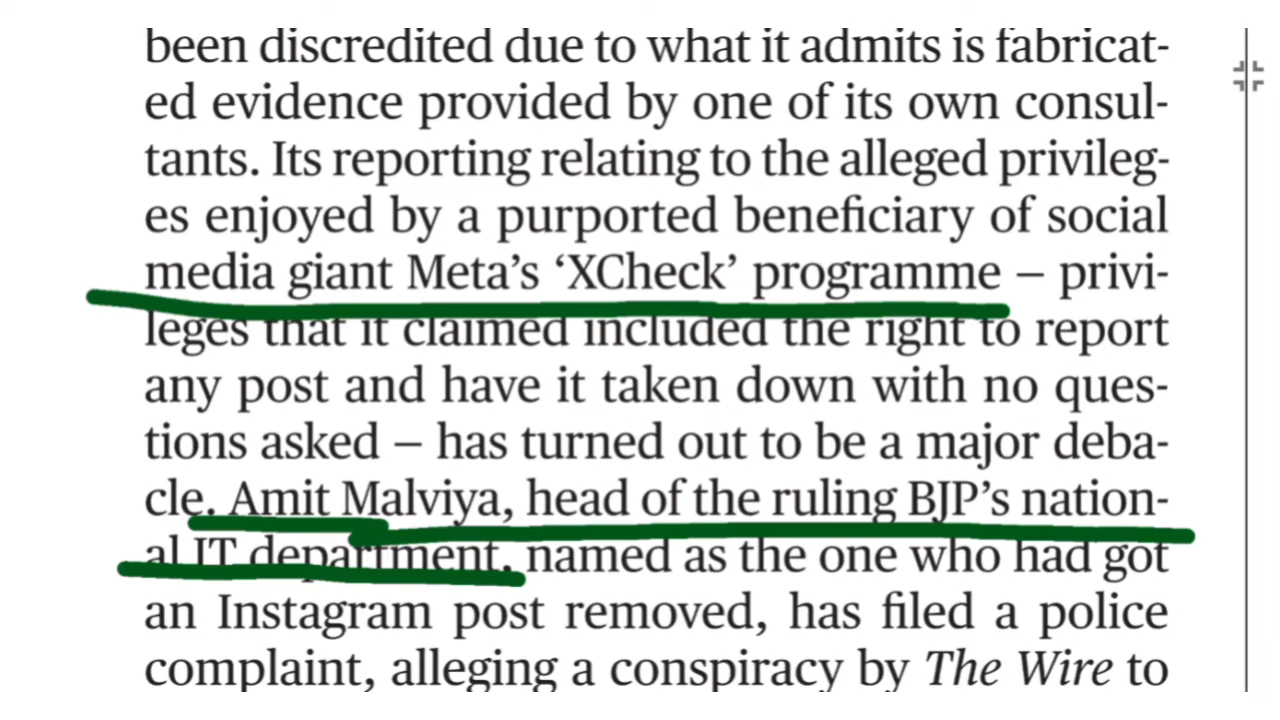 been discredited due to what it admits is fabricat-
ed evidence provided by one of its own consul-
tants. Its reporting relating to the alleged privileg-
es enjoyed by a purported beneficiary of social
media giant Meta's ‘XCheck’ programme – privi-
leges that it claimed included the right to report
any post and have it taken down with no ques-
tions asked – has turned out to be a major deba-
cle. Amit Malviya, head of the ruling BJP’s nation-
al IT department, named as the one who had got
an Instagram post removed, has filed a police
complaint, alleging a conspiracy by The Wire to